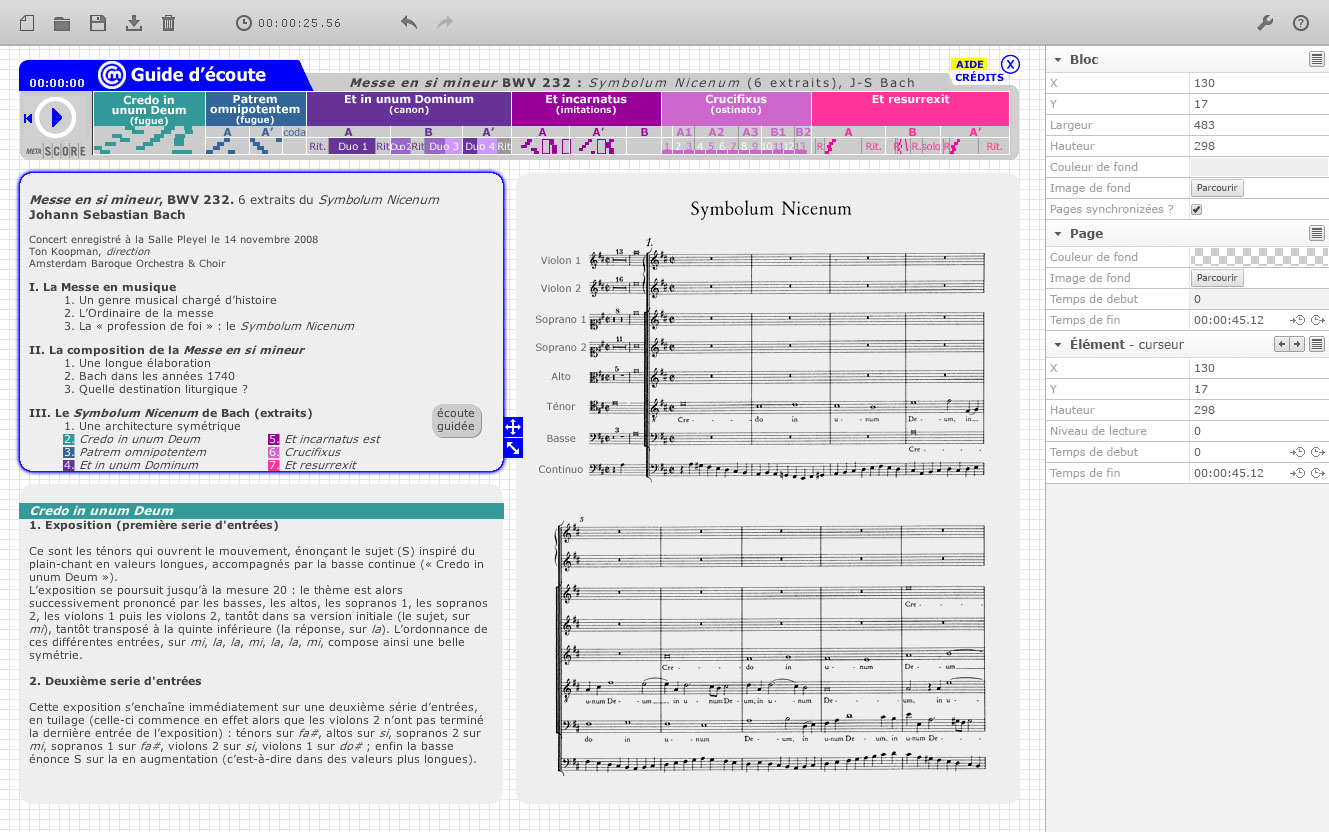 00:00:25.56
00:00:00
Guide d’écoute
Messe en si mineur BWV 232 : Symbolum Nicenum (6 extraits), J-S Bach
AIDE
CRÉDITS
X
Credo in
unum Deum
(fugue)
Patrem
omnipotentem
(fugue)
Et in unum Dominum
(canon)
Et incarnatus
(imitations)
Crucifixus
(ostinato)
Et resurrexit
A A’ coda A B A’ A A’ B A1 A2 A3 B1 B2 A B A’
Rit. Duo 1 Rit Duo2 Rit Duo 3 Duo 4 Rit
1 2 3 4 5 6 7 8 9 10 11 12 13
R Rit. R R.solo R Rit.
META SCORE
Messe en si mineur, BWV 232. 6 extraits du Symbolum Nicenum
Johann Sebastian Bach
Concert enregistré à la Salle Pleyel le 14 novembre 2008
Ton Koopman, direction
Amsterdam Baroque Orchestra & Choir
I. La Messe en musique
1. Un genre musical chargé d’histoire
2. L’Ordinaire de la messe
3. La « profession de foi » : le Symbolum Nicenum
II. La composition de la Messe en si mineur
1. Une longue élaboration
2. Bach dans les années 1740
3. Quelle destination liturgique ?
III. Le Symbolum Nicenum de Bach (extraits)
1. Une architecture symétrique
2. Credo in unum Deum
3. Patrem omnipotentem
4. Et in unum Dominum
5. Et incarnatus est
6. Crucifixus
7. Et resurrexit
écoute
guidée
Credo in unum Deum
1. Exposition (première serie d'entrées)
Ce sont les ténors qui ouvrent le mouvement, énonçant le sujet (S) inspiré du
plain-chant en valeurs longues, accompagnés par la basse continue (« Credo in
unum Deum »).
L’exposition se poursuit jusqu’à la mesure 20 : le thème est alors
successivement prononcé par les basses, les altos, les sopranos 1, les sopranos
2, les violons 1 puis les violons 2, tantôt dans sa version initiale (le sujet, sur
mi), tantôt transposé à la quinte inférieure (la réponse, sur la). L’ordonnance de
ces différentes entrées, sur mi, la, la, mi, la, la, mi, compose ainsi une belle
symétrie.
2. Deuxième serie d'entrées
Cette exposition s’enchaîne immédiatement sur une deuxième série d’entrées,
en tuilage (celle-ci commence en effet alors que les violons 2 n’ont pas terminé
la dernière entrée de l’exposition) : ténors sur fa#, altos sur si, sopranos 2 sur
mi, sopranos 1 sur fa#, violons 2 sur si, violons 1 sur do# ; enfin la basse
énonce S sur la en augmentation (c’est-à-dire dans des valeurs plus longues).
Symbolum Nicenum
1.
Violon 1 13
Violon 2 16
Soprano 1
Soprano 2 11
Alto 5
Ténor
Cre - do in u - num De - um, in
Basse 3
Cre -
Continuo
5
Cre -
Cre - do in u - num De - um
u-num De - um in u - num De - um, in u - num De - um
do in u - num De - um, in u-num De - um, in u-num De -
Bloc
X 130
Y 17
Largeur 483
Hauteur 298
Couleur de fond
Image de fond Parcourir
Pages synchronizées ?
Page
Couleur de fond
Image de fond Parcourir
Temps de debut 0
Temps de fin 00:00:45.12
Élément - curseur
X 130
Y 17
Hauteur 298
Niveau de lecture 0
Temps de debut 0
Temps de fin 00:00:45.12